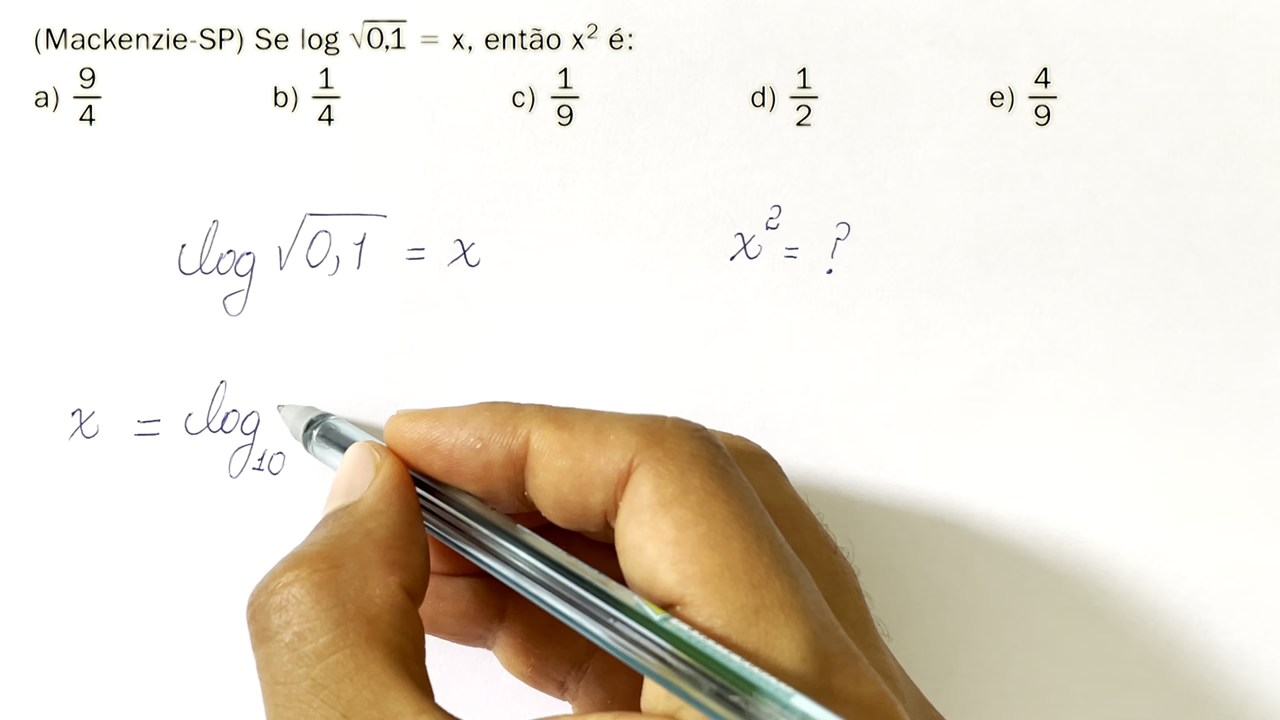 (Mackenzie-SP) Se log √0,1 = x, então x² é:
a) 9/4 b) 1/4 c) 1/9 d) 1/2 e) 4/9
log √0,1 = x x² = ?
x = log₁₀